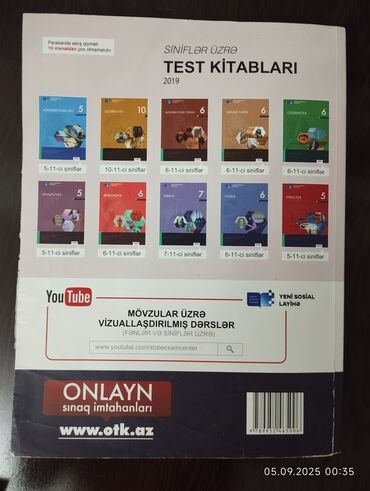 Pərakəndə satış qiyməti
10 manatdan çox olmamalıdır.
SİNİFLƏR ÜZRƏ
TEST KİTABLARI
2019
5
10
6
6
6
5-11-ci siniflər
10-11-ci siniflər
6-11-ci siniflər
6-11-ci siniflər
6-11-ci siniflər
5
6
7
6
5
5-11-ci siniflər
6-11-ci siniflər
7-11-ci siniflər
6-11-ci siniflər
5-11-ci siniflər
YouTube
MÖVZULAR ÜZRƏ
VİZUALLAŞDIRILMIŞ DƏRSLƏR
(FƏNLƏR VƏ SİNİFLƏR ÜZRƏ)
www.youtube.com/stateexamcenter
YENİ SOSİAL
LAYİHƏ
ONLAYN
sınaq imtahanları
www.otk.az
05.09.2025 00:35